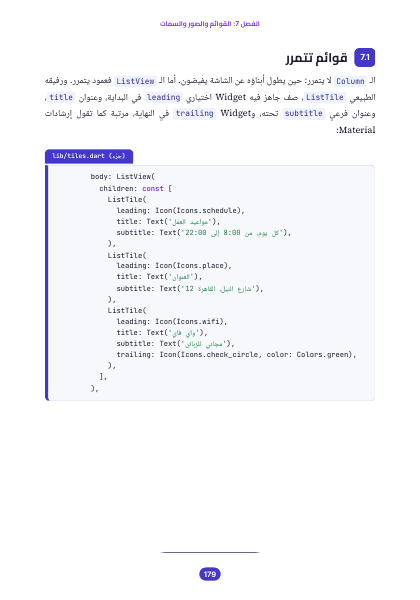 الفصل 7: القوائم والصور والسمات
7.1 قوائم تتمرر
الـ Column لا يتمرر: حين يطول أبناؤه عن الشاشة يفيضون. أما الـ ListView فعمود يتمرر. ورفيقه
الطبيعي ListTile، صف جاهز فيه Widget اختياري leading في البداية، وعنوان title،
وعنوان فرعي subtitle تحته، وWidget trailing في النهاية، مرتبة كما تقول إرشادات
Material:
lib/tiles.dart (جزء)
body: ListView(
children: const [
ListTile(
leading: Icon(Icons.schedule),
title: Text('مواعيد العمل'),
subtitle: Text('كل يوم، من 8:00 إلى 22:00'),
),
ListTile(
leading: Icon(Icons.place),
title: Text('العنوان'),
subtitle: Text('شارع النيل، القاهرة 12'),
),
ListTile(
leading: Icon(Icons.wifi),
title: Text('واي فاي'),
subtitle: Text('مجاني للزبائن'),
trailing: Icon(Icons.check_circle, color: Colors.green),
),
],
),
179